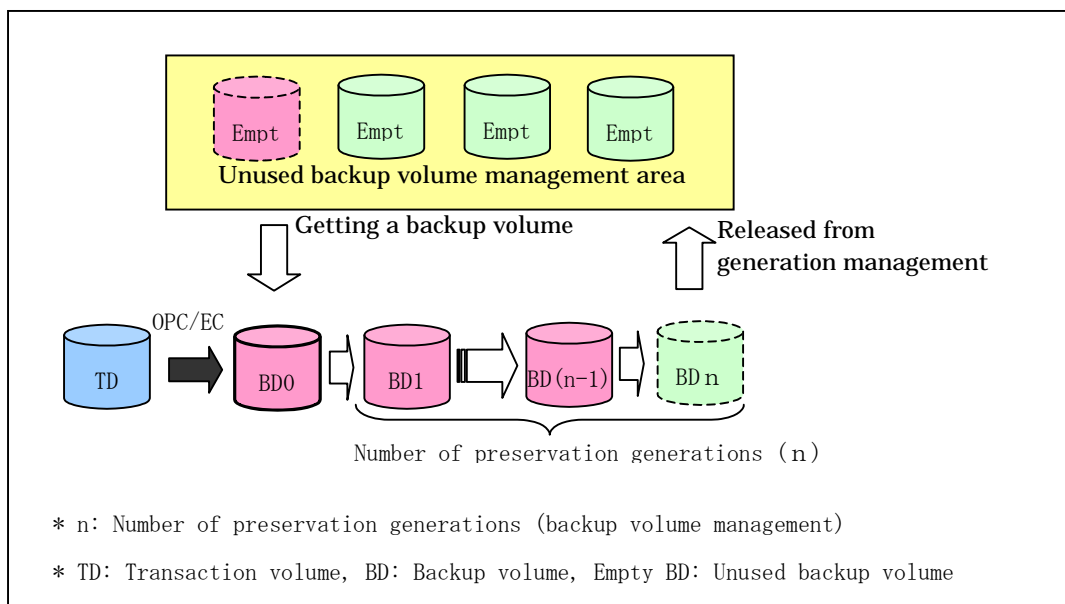 Empt
Empt
Empt
Empt
Unused backup volume management area
Getting a backup volume
Released from
generation management
OPC/EC
TD
BD0
BD1
BD(n-1)
BDn
Number of preservation generations (n)
* n: Number of preservation generations (backup volume management)
* TD: Transaction volume, BD: Backup volume, Empty BD: Unused backup volume